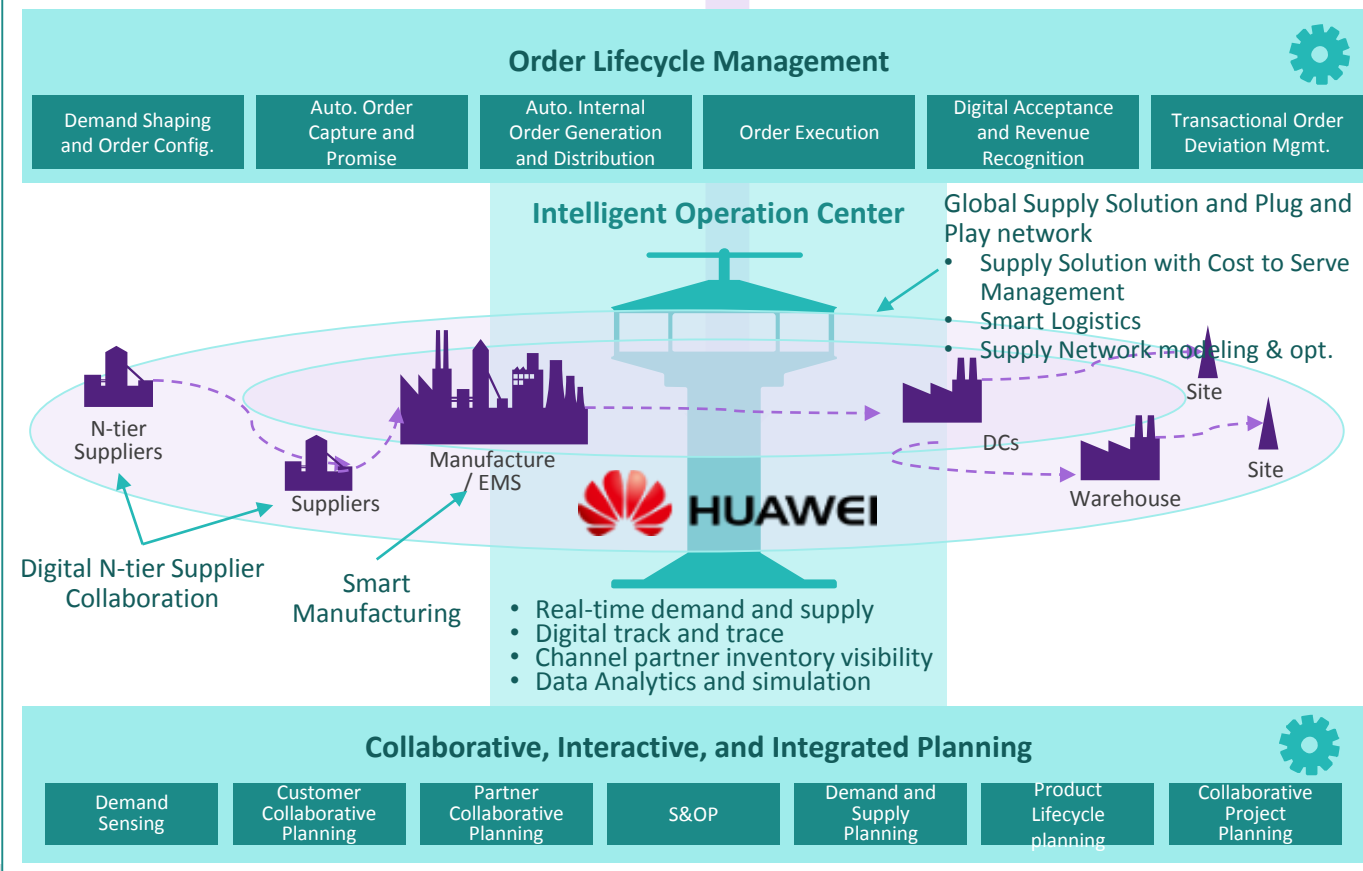 Order Lifecycle Management
Demand Shaping
and Order Config.
Auto. Order
Capture and
Promise
Auto. Internal
Order Generation
and Distribution
Order Execution
Digital Acceptance
and Revenue
Recognition
Transactional Order
Deviation Mgmt.
Intelligent Operation Center
Global Supply Solution and Plug and
Play network
• Supply Solution with Cost to Serve
Management
• Smart Logistics
• Supply Network modeling & opt.
N-tier
Suppliers
Suppliers
Manufacture
/ EMS
HUAWEI
DCs
Warehouse
Site
Site
Digital N-tier Supplier
Collaboration
Smart
Manufacturing
• Real-time demand and supply
• Digital track and trace
• Channel partner inventory visibility
• Data Analytics and simulation
Collaborative, Interactive, and Integrated Planning
Demand
Sensing
Customer
Collaborative
Planning
Partner
Collaborative
Planning
S&OP
Demand and
Supply
Planning
Product
Lifecycle
planning
Collaborative
Project
Planning